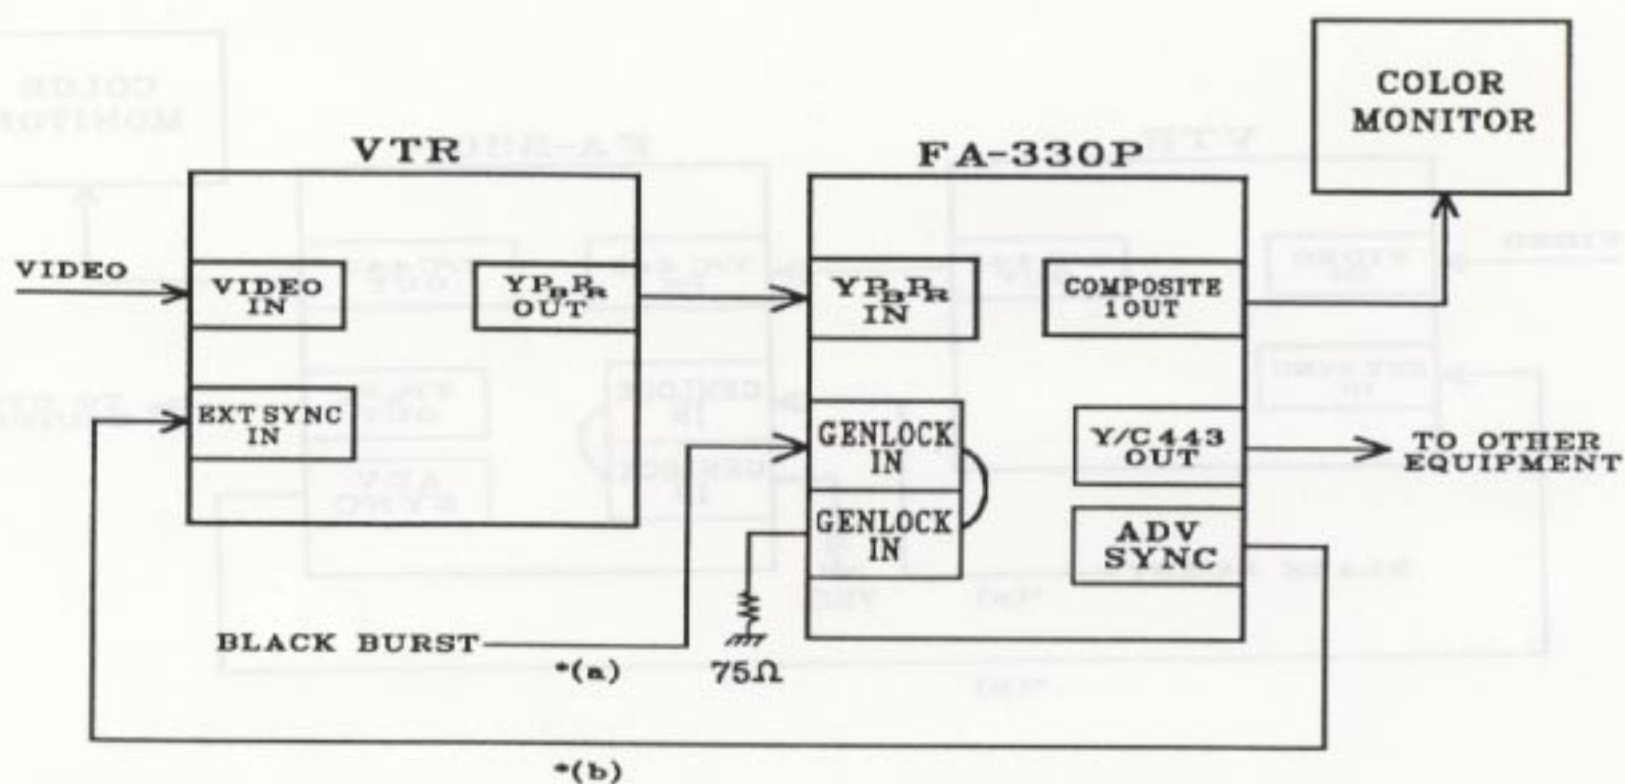 COLOR
MONITOR
VTR
FA-330P
VIDEO
VIDEO
IN
YPBPR
OUT
YPBPR
IN
COMPOSITE
1OUT
EXT SYNC
IN
GENLOCK
IN
Y/C 443
OUT
TO OTHER
EQUIPMENT
GENLOCK
IN
ADV
SYNC
BLACK BURST
*(a)
75Ω
*(b)